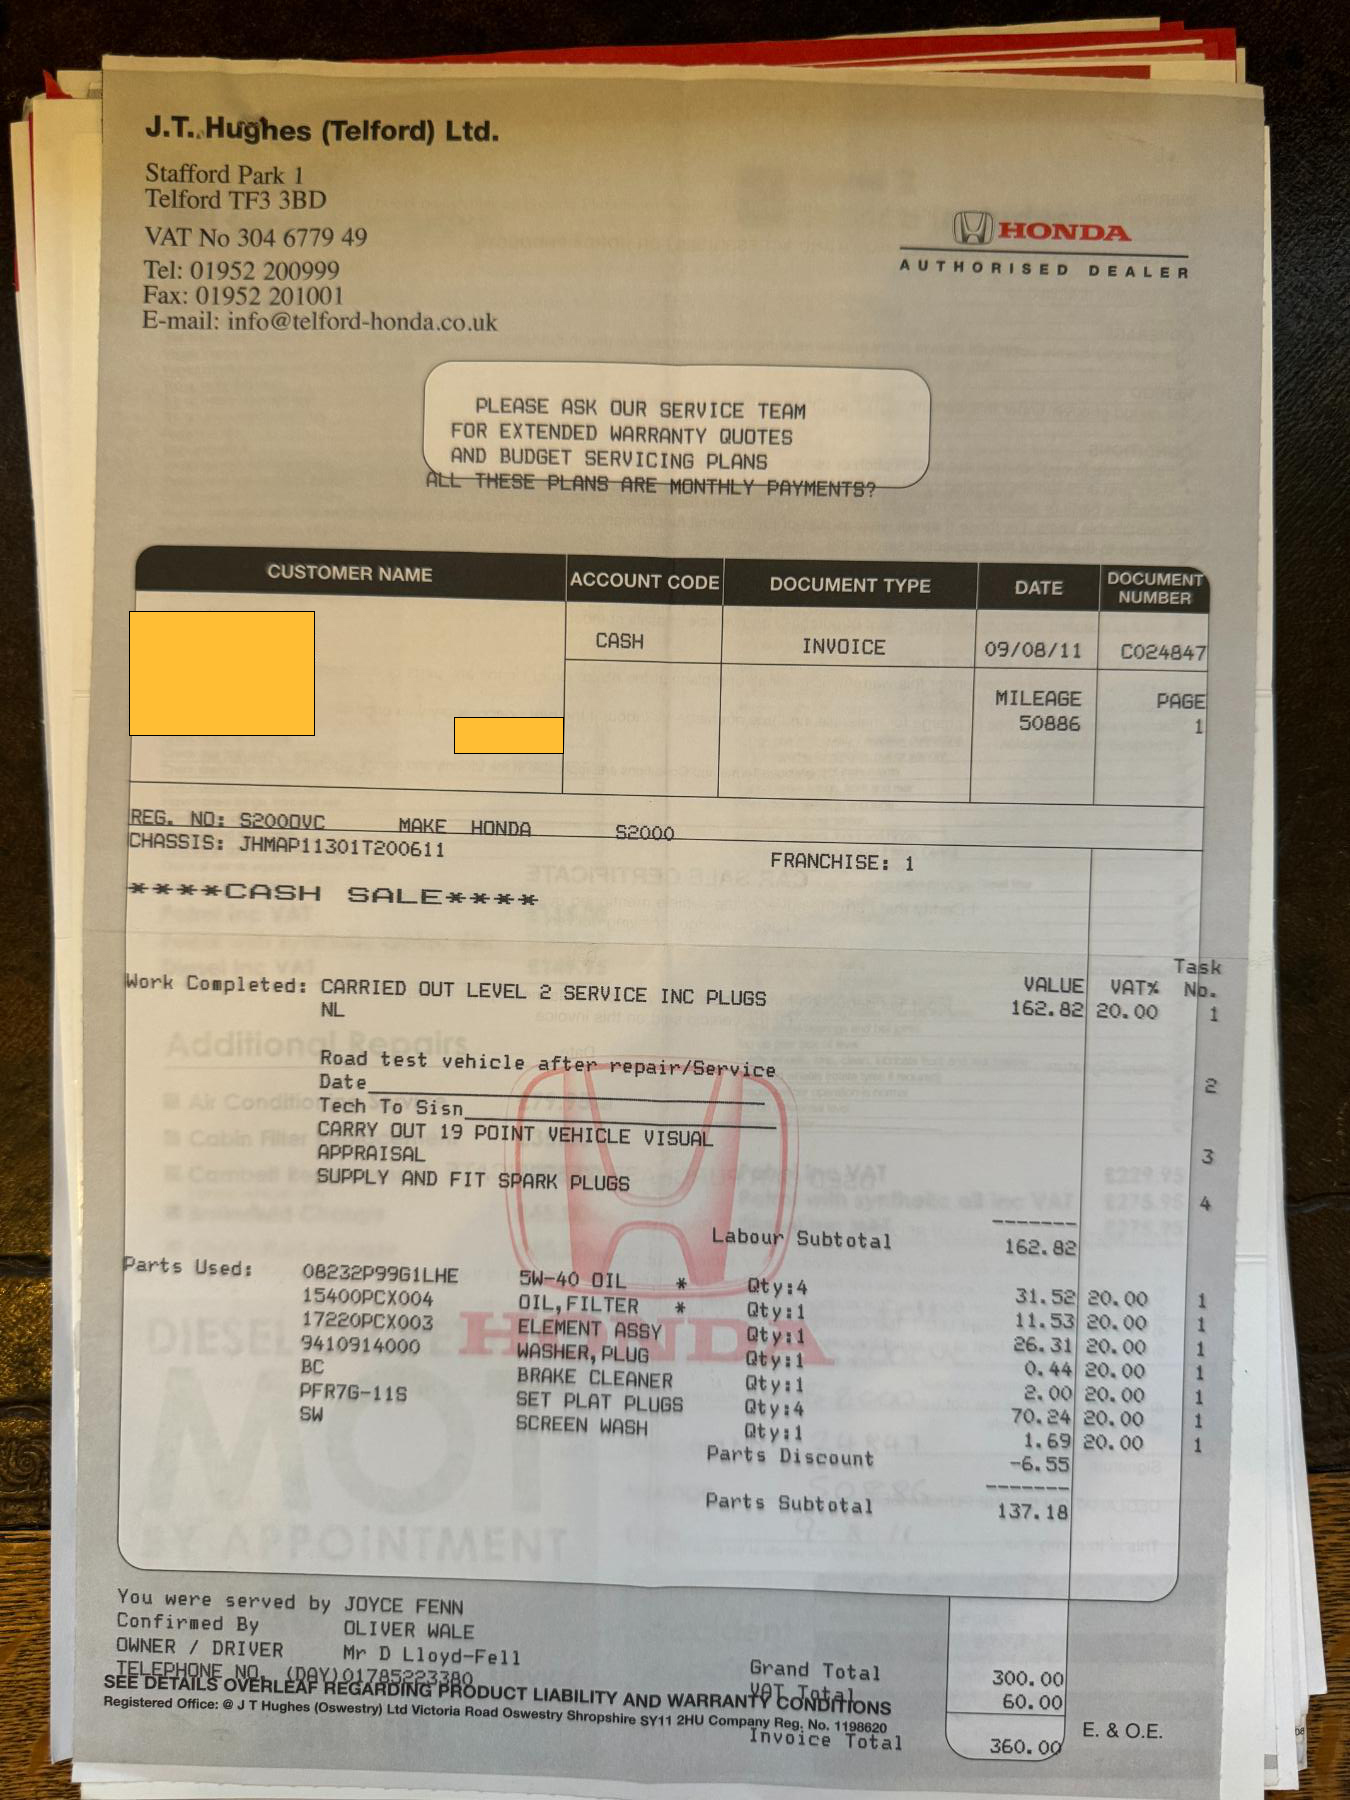 J.T. Hughes (Telford) Ltd.
Stafford Park 1
Telford TF3 3BD
VAT No 304 6779 49
Tel: 01952 200999
Fax: 01952 201001
E-mail: info@telford-honda.co.uk
HONDA
AUTHORISED DEALER
PLEASE ASK OUR SERVICE TEAM
FOR EXTENDED WARRANTY QUOTES
AND BUDGET SERVICING PLANS
ALL THESE PLANS ARE MONTHLY PAYMENTS?
CUSTOMER NAME ACCOUNT CODE DOCUMENT TYPE DATE DOCUMENT NUMBER
CASH INVOICE 09/08/11 C024847
MILEAGE PAGE
50886 1
REG. NO: S2000VC MAKE HONDA S2000
CHASSIS: JHMAP11301T200611 FRANCHISE: 1
****CASH SALE****
Task
Work Completed: CARRIED OUT LEVEL 2 SERVICE INC PLUGS VALUE VAT% No.
NL 162.82 20.00 1
Road test vehicle after repair/Service
Date 2
Tech To Sisn
CARRY OUT 19 POINT VEHICLE VISUAL
APPRAISAL 3
SUPPLY AND FIT SPARK PLUGS
4
Labour Subtotal 162.82
Parts Used: 08232P99G1LHE 5W-40 OIL * Qty:4 31.52 20.00 1
15400PCX004 OIL,FILTER * Qty:1 11.53 20.00 1
17220PCX003 ELEMENT ASSY Qty:1 26.31 20.00 1
9410914000 WASHER,PLUG Qty:1 0.44 20.00 1
BC BRAKE CLEANER Qty:1 2.00 20.00 1
PFR7G-11S SET PLAT PLUGS Qty:4 70.24 20.00 1
SW SCREEN WASH Qty:1 1.69 20.00 1
Parts Discount -6.55
Parts Subtotal 137.18
HONDA
You were served by JOYCE FENN
Confirmed By OLIVER WALE
OWNER / DRIVER Mr D Lloyd-Fell
TELEPHONE NO. (DAY)01785223380
SEE DETAILS OVERLEAF REGARDING PRODUCT LIABILITY AND WARRANTY CONDITIONS
Registered Office: @ J T Hughes (Oswestry) Ltd Victoria Road Oswestry Shropshire SY11 2HU Company Reg. No. 1198620
Grand Total 300.00
VAT Total 60.00
Invoice Total 360.00
E. & O.E.